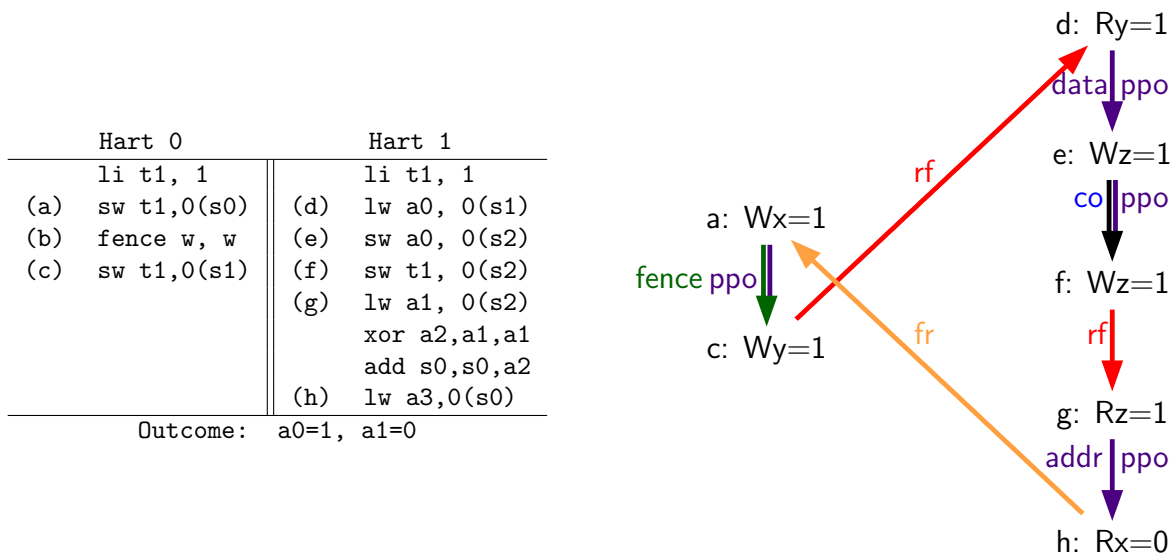 Hart 0 Hart 1
li t1, 1 li t1, 1
(a) sw t1,0(s0) (d) lw a0, 0(s1)
(b) fence w, w (e) sw a0, 0(s2)
(c) sw t1,0(s1) (f) sw t1, 0(s2)
(g) lw a1, 0(s2)
xor a2,a1,a1
add s0,s0,a2
(h) lw a3,0(s0)
Outcome: a0=1, a1=0
d: Ry=1
data ppo
e: Wz=1
rf
co ppo
a: Wx=1
fence ppo
f: Wz=1
fr
rf
c: Wy=1
g: Rz=1
addr ppo
h: Rx=0